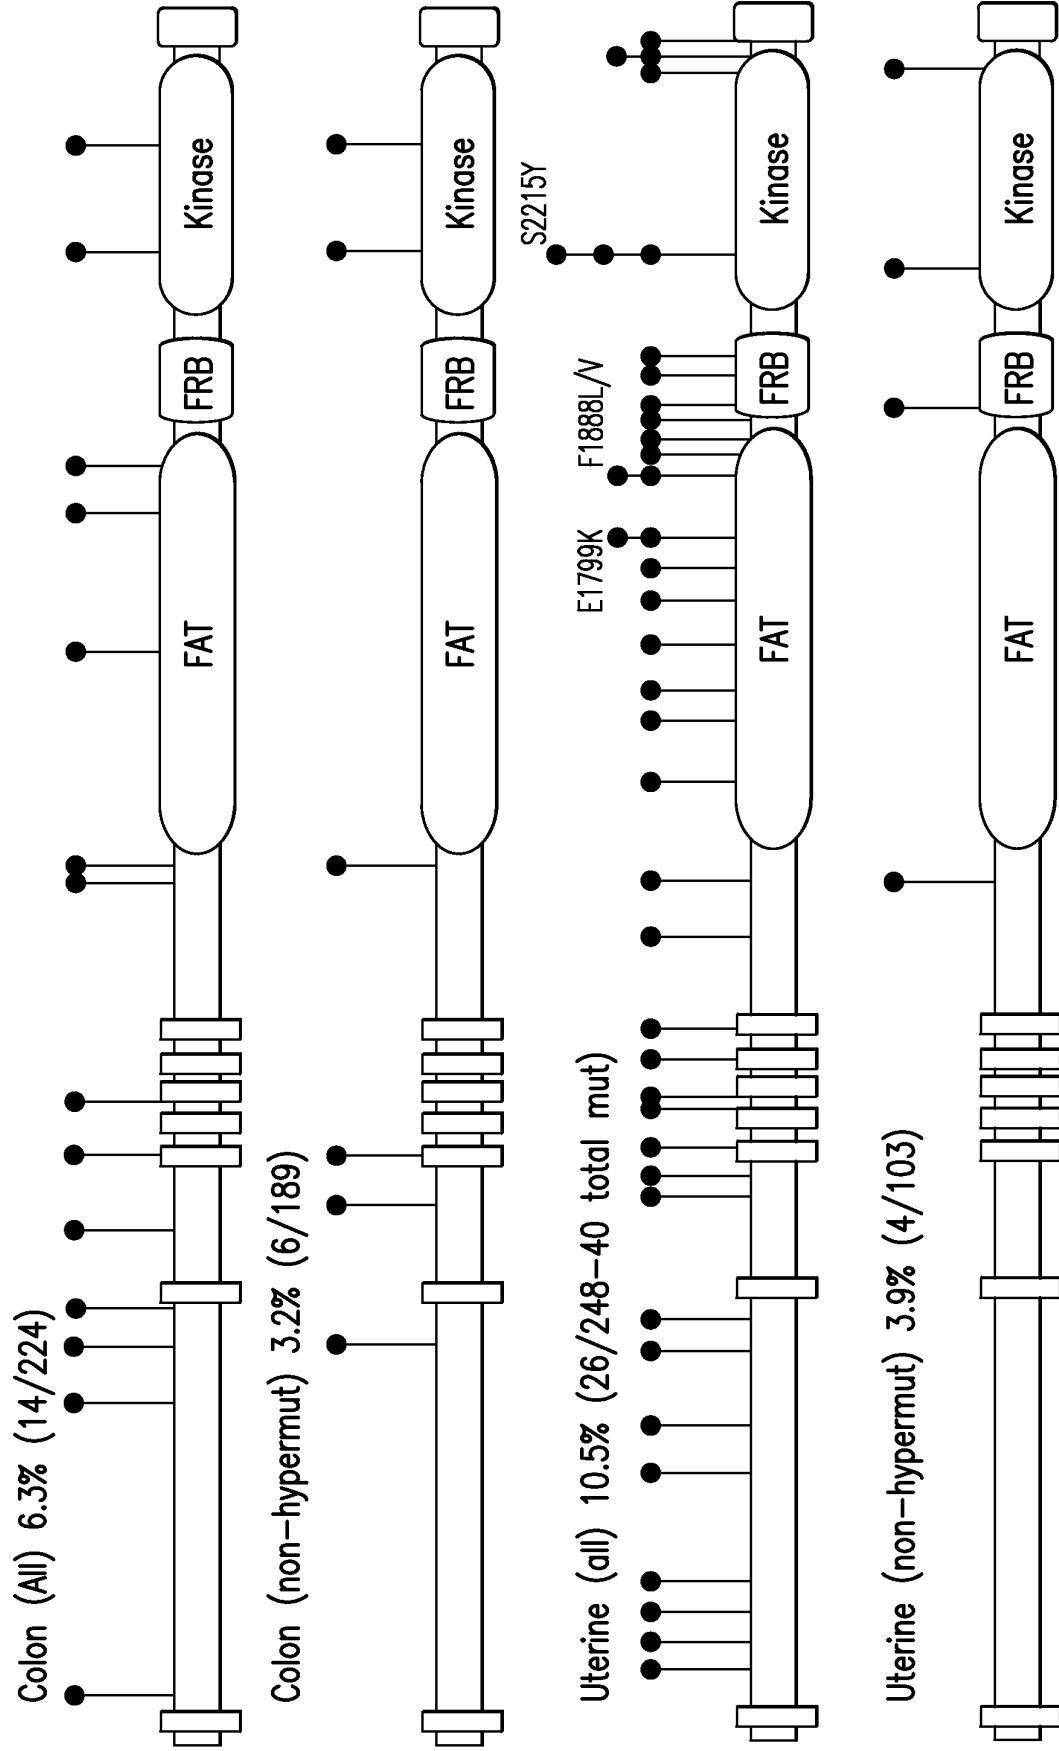 Colon (All) 6.3% (14/224)
FAT
FRB
Kinase
Colon (non-hypermut) 3.2% (6/189)
FAT
FRB
Kinase
Uterine (all) 10.5% (26/248-40 total mut)
E1799K
F1888L/V
S2215Y
FAT
FRB
Kinase
Uterine (non-hypermut) 3.9% (4/103)
FAT
FRB
Kinase